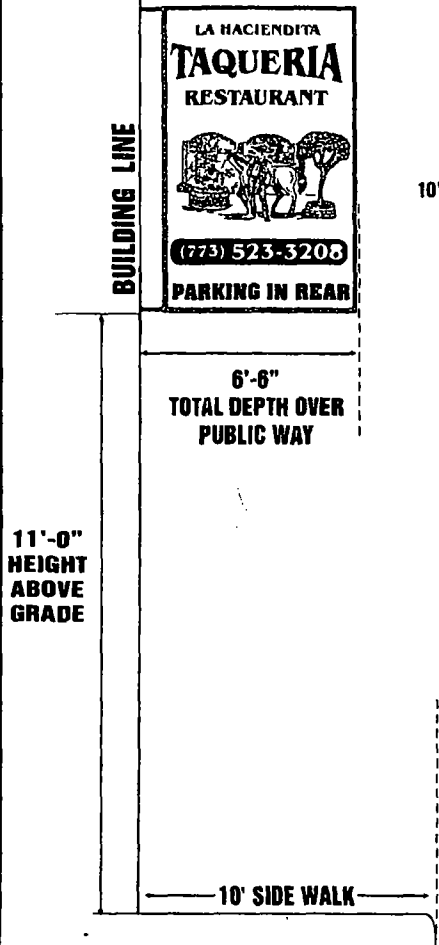 LA HACIENDITA
TAQUERIA
RESTAURANT
(773) 523-3208
PARKING IN REAR
BUILDING LINE
10'
6'-6"
TOTAL DEPTH OVER
PUBLIC WAY
11'-0"
HEIGHT
ABOVE
GRADE
10' SIDE WALK